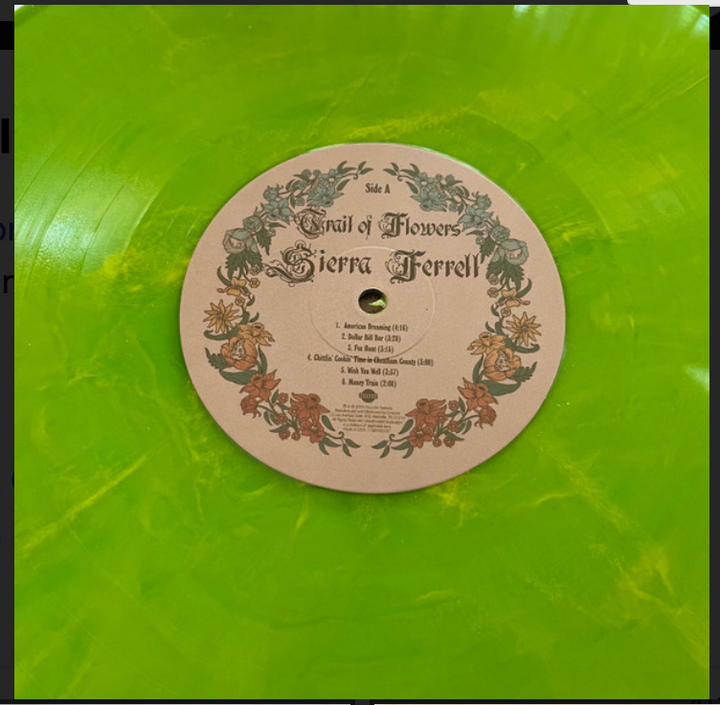 Side A
Trail of Flowers
Sierra Ferrell
1. American Dreaming (4:16)
2. Dollar Bill Bar (3:28)
3. Fox Hunt (3:15)
4. Chittlin' Cookin' Time in Cheatham County (3:08)
5. Wish You Well (3:57)
6. Money Train (2:40)